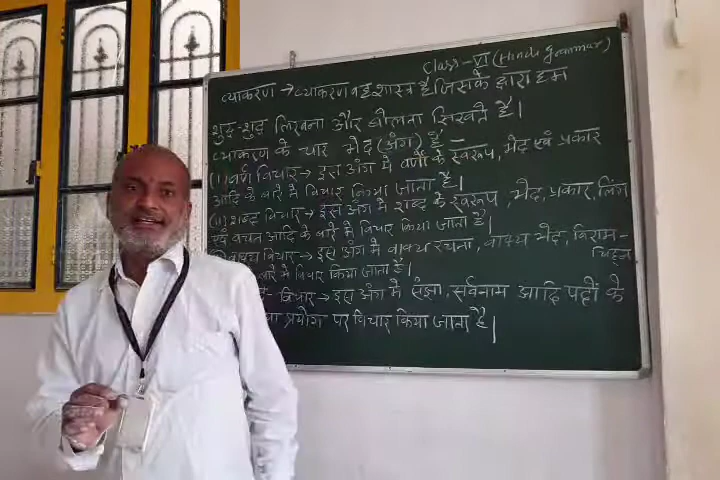 Class-VI (Hindi Grammar)
व्याकरण → व्याकरण वह शास्त्र है जिसके द्वारा हम
शुद्ध-शुद्ध लिखना और बोलना सिखते है।
व्याकरण के चार भेद (अंग) है -
(i) वर्ण विचार → इस अंग मे वर्णो के स्वरूप, भेद एवं प्रकार
आदि के बारे मे विचार किया जाता है।
(ii) शब्द विचार → इस अंग मे शब्द के स्वरूप, भेद, प्रकार, लिंग
एवं वचन आदि के बारे मे विचार किया जाता है।
वाक्य विचार → इस अंग मे वाक्य रचना, वाक्य भेद, विराम-
चिह्न
बारे मे विचार किया जाता है।
विचार → इस अंग मे संज्ञा, सर्वनाम आदि पदों के
प्रयोग पर विचार किया जाता है।